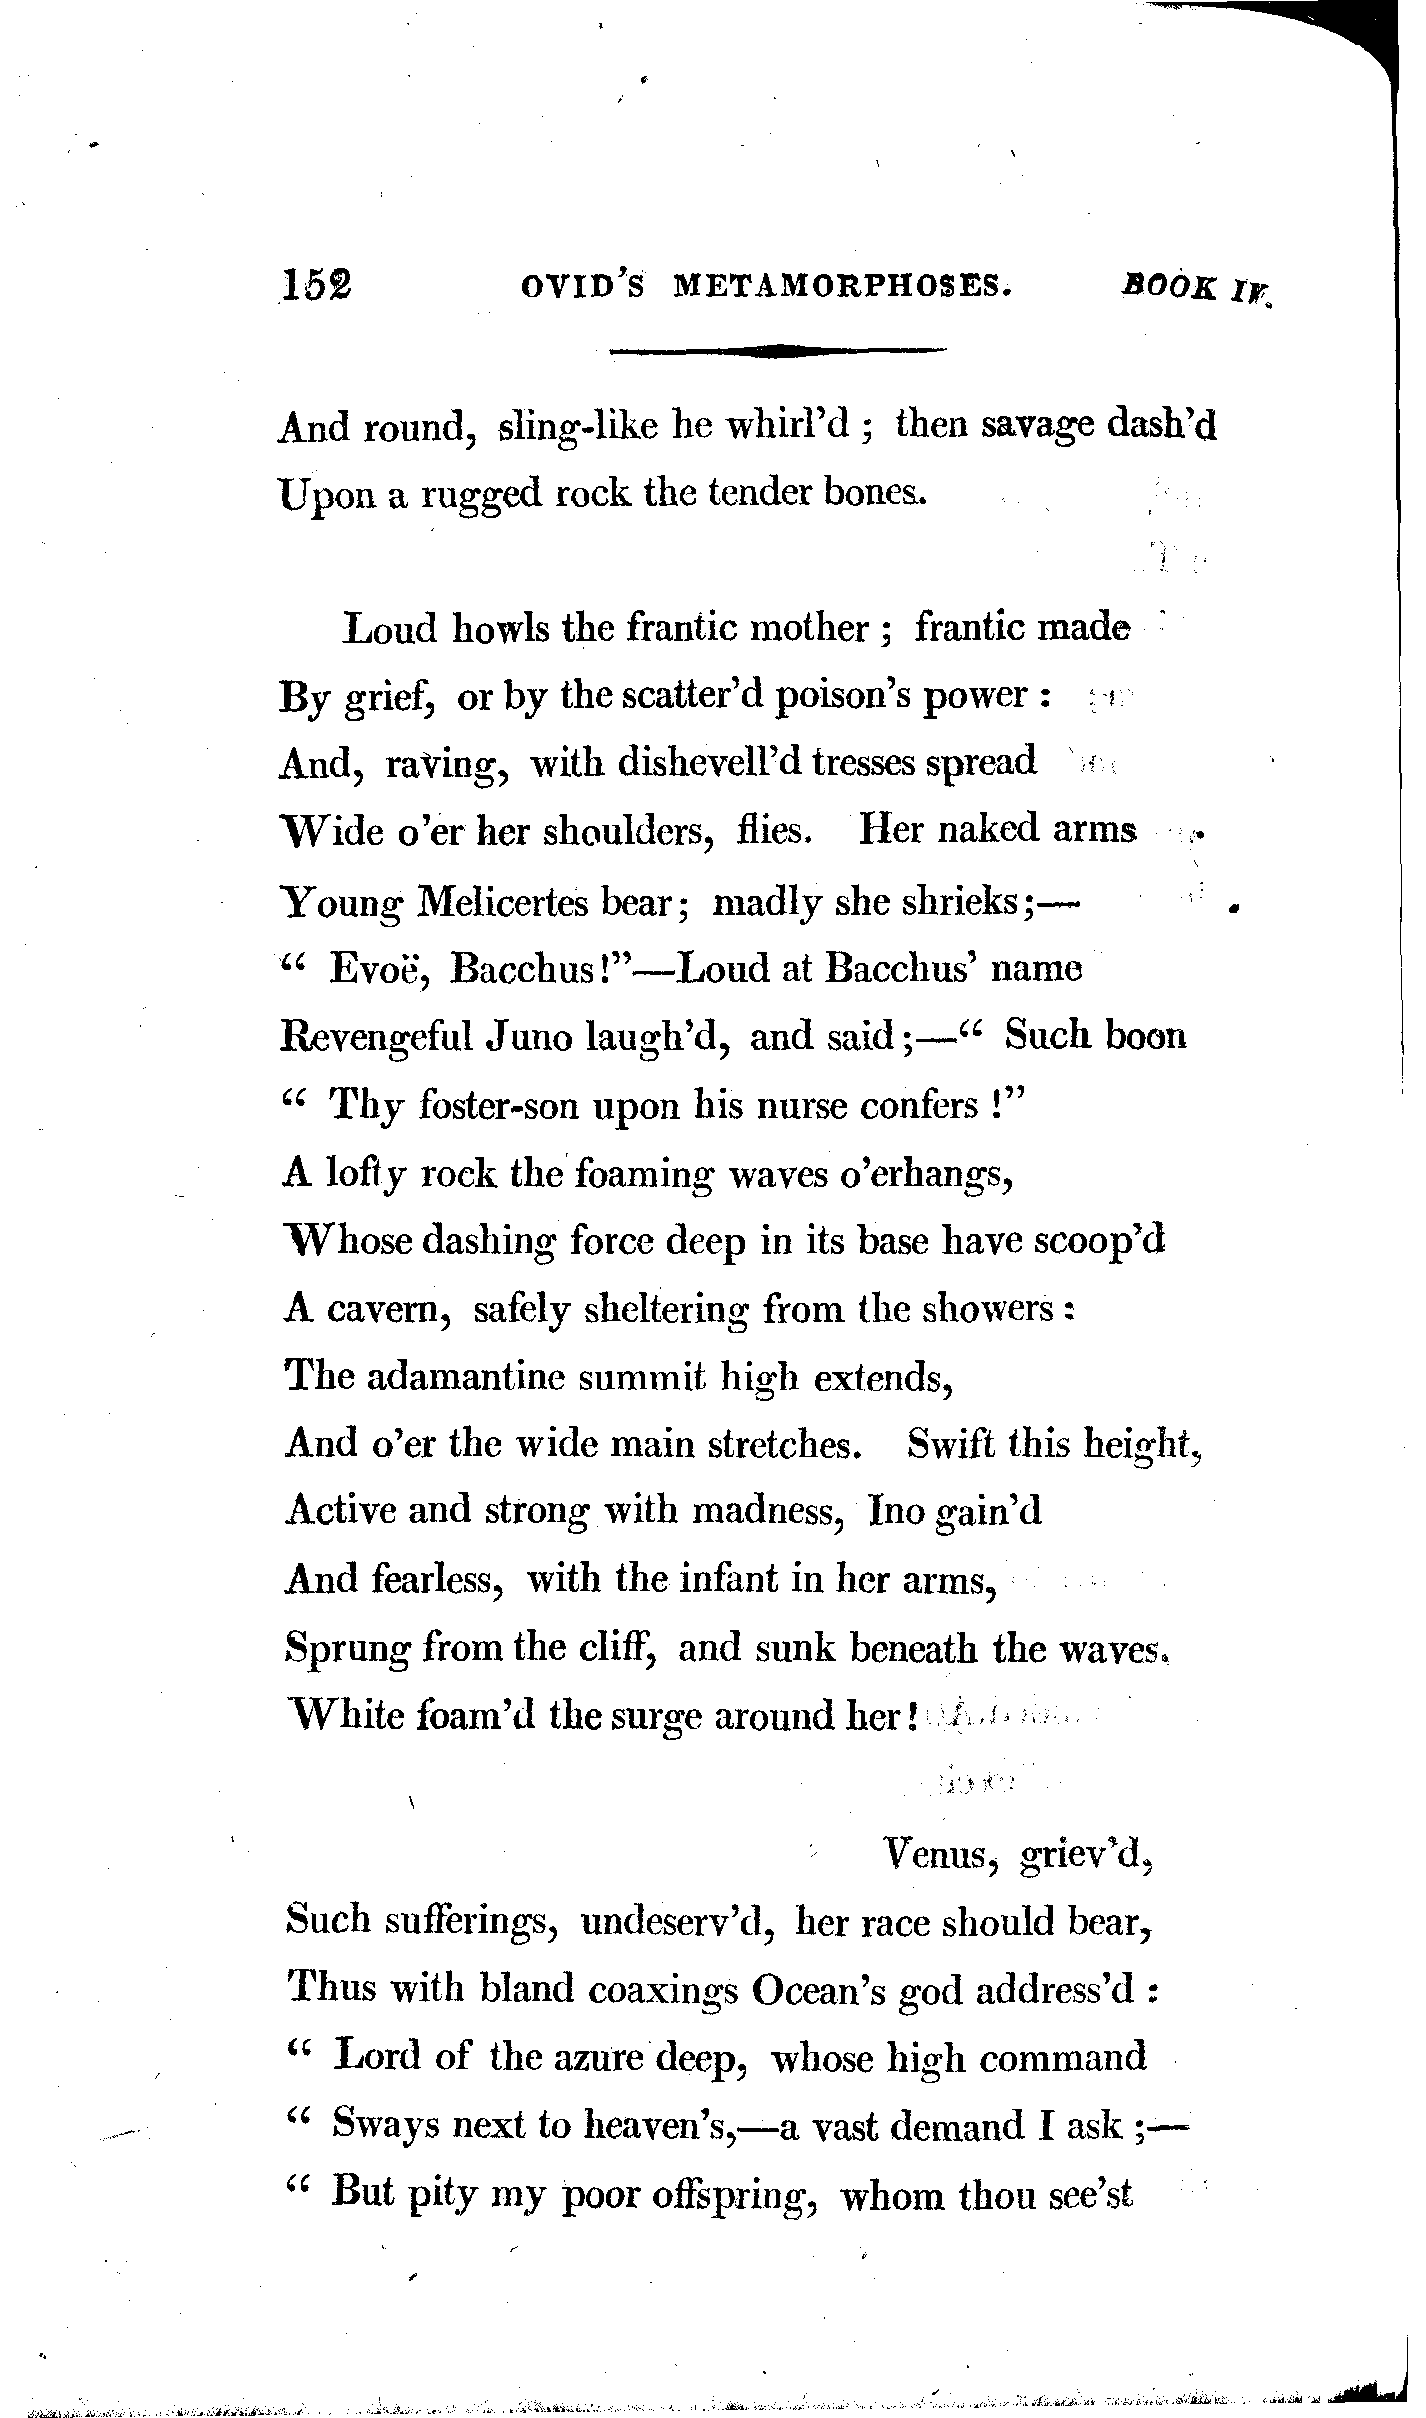 152 OVID'S METAMORPHOSES. BOOK IV.
And round, sling-like he whirl'd ; then savage dash'd
Upon a rugged rock the tender bones.
Loud howls the frantic mother ; frantic made
By grief, or by the scatter'd poison's power :
And, raving, with dishevell'd tresses spread
Wide o'er her shoulders, flies. Her naked arms
Young Melicertes bear ; madly she shrieks ;—
“ Evoë, Bacchus !”—Loud at Bacchus' name
Revengeful Juno laugh'd, and said ;—“ Such boon
“ Thy foster-son upon his nurse confers !”
A lofty rock the foaming waves o'erhangs,
Whose dashing force deep in its base have scoop'd
A cavern, safely sheltering from the showers :
The adamantine summit high extends,
And o'er the wide main stretches. Swift this height,
Active and strong with madness, Ino gain'd
And fearless, with the infant in her arms,
Sprung from the cliff, and sunk beneath the waves.
White foam'd the surge around her !
Venus, griev'd,
Such sufferings, undeserv'd, her race should bear,
Thus with bland coaxings Ocean's god address'd :
“ Lord of the azure deep, whose high command
“ Sways next to heaven's,—a vast demand I ask ;—
“ But pity my poor offspring, whom thou see'st